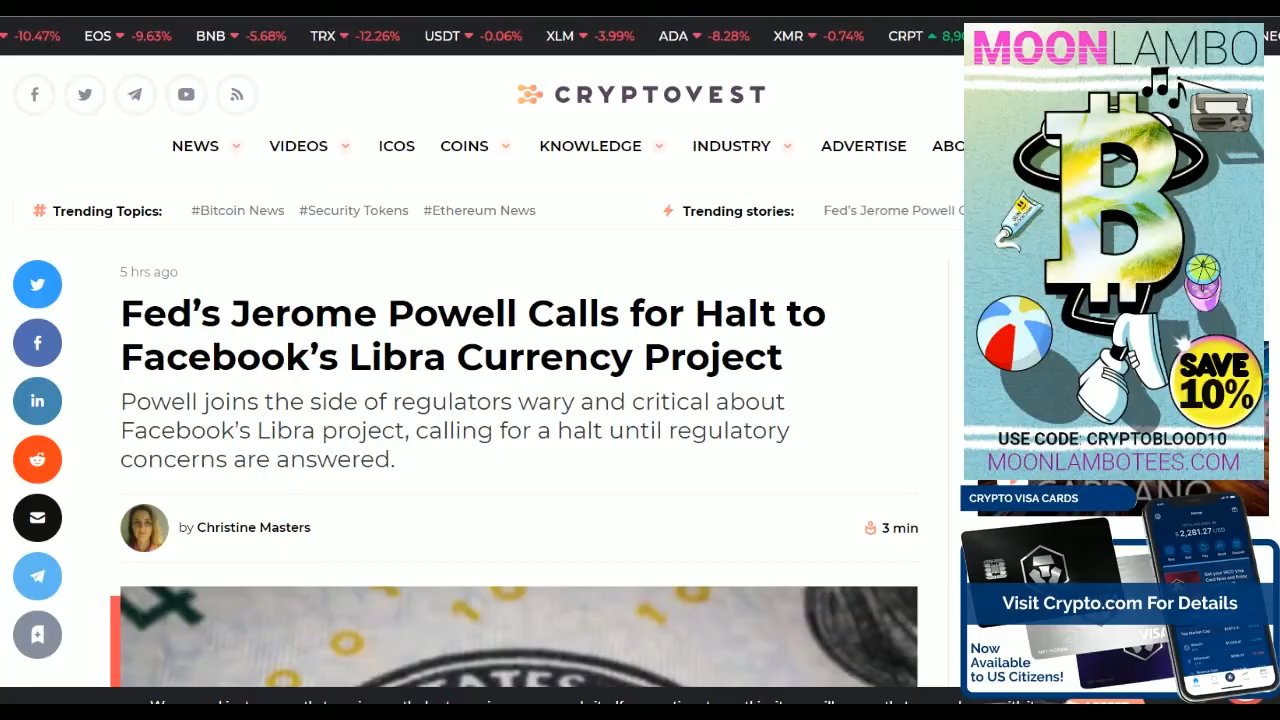 -10.47% EOS -9.63% BNB -5.68% TRX -12.26% USDT -0.06% XLM -3.99% ADA -8.28% XMR -0.74% CRPT
CRYPTOVEST
NEWS VIDEOS ICOS COINS KNOWLEDGE INDUSTRY ADVERTISE
# Trending Topics: #Bitcoin News #Security Tokens #Ethereum News Trending stories: Fed's Jerome Powell
5 hrs ago
Fed's Jerome Powell Calls for Halt to
Facebook's Libra Currency Project
Powell joins the side of regulators wary and critical about
Facebook's Libra project, calling for a halt until regulatory
concerns are answered.
by Christine Masters
3 min
MOONLAMBO
SAVE
10%
USE CODE: CRYPTOBLOOD10
MOONLAMBOTEES.COM
CARDANO
CRYPTO VISA CARDS
$2,281.27 USD
Visit Crypto.com For Details
VISA
Now
Available
to US Citizens!